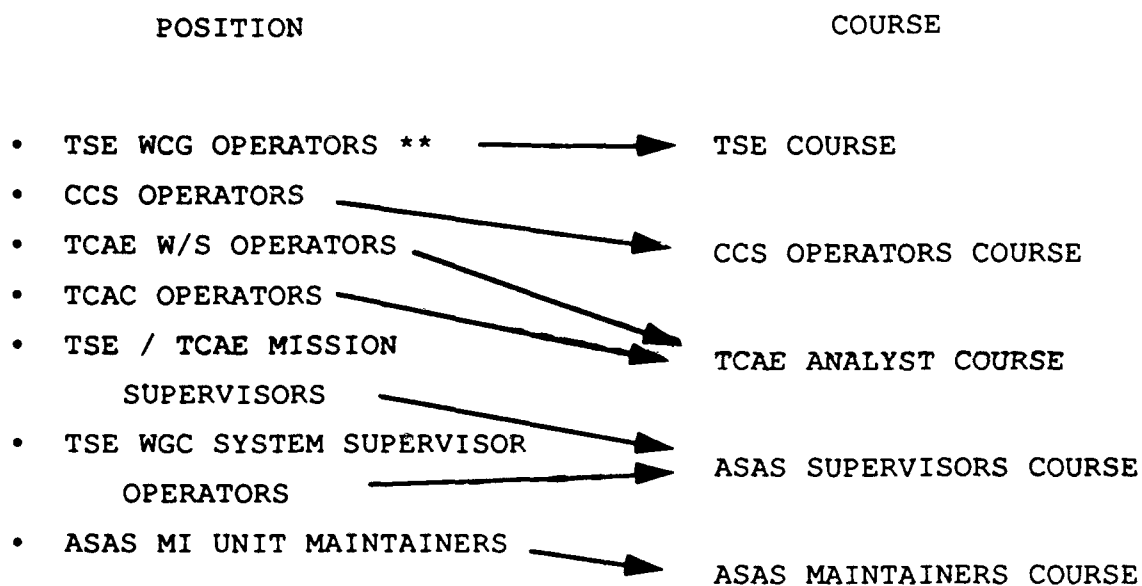 POSITION COURSE
• TSE WCG OPERATORS ** TSE COURSE
• CCS OPERATORS
CCS OPERATORS COURSE
• TCAE W/S OPERATORS
• TCAC OPERATORS
• TSE / TCAE MISSION
TCAE ANALYST COURSE
SUPERVISORS
• TSE WGC SYSTEM SUPERVISOR
ASAS SUPERVISORS COURSE
OPERATORS
• ASAS MI UNIT MAINTAINERS
ASAS MAINTAINERS COURSE